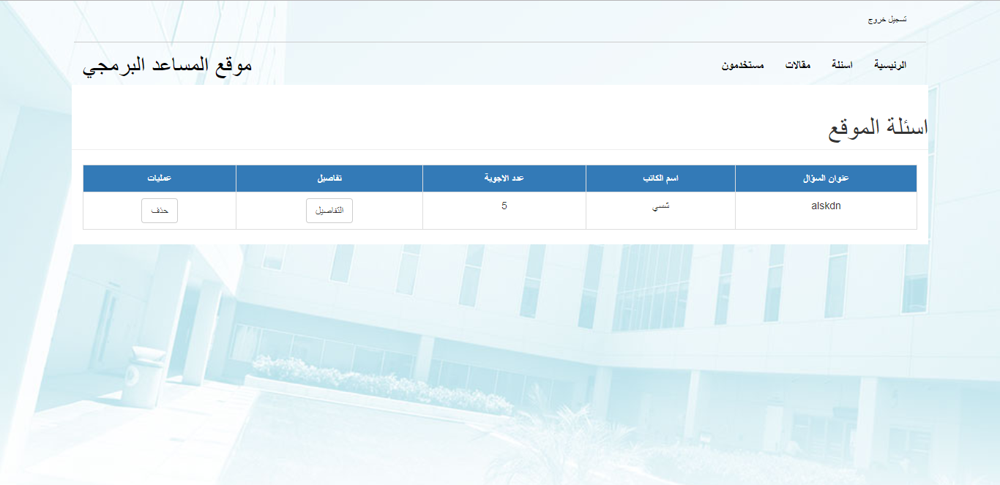 تسجيل خروج
الرئيسية اسئلة مقالات مستخدمون موقع المساعد البرمجي
اسئلة الموقع
عنوان السؤال اسم الكاتب عدد الاجوبة تفاصيل عمليات
alskdn 5 التفاصيل حذف